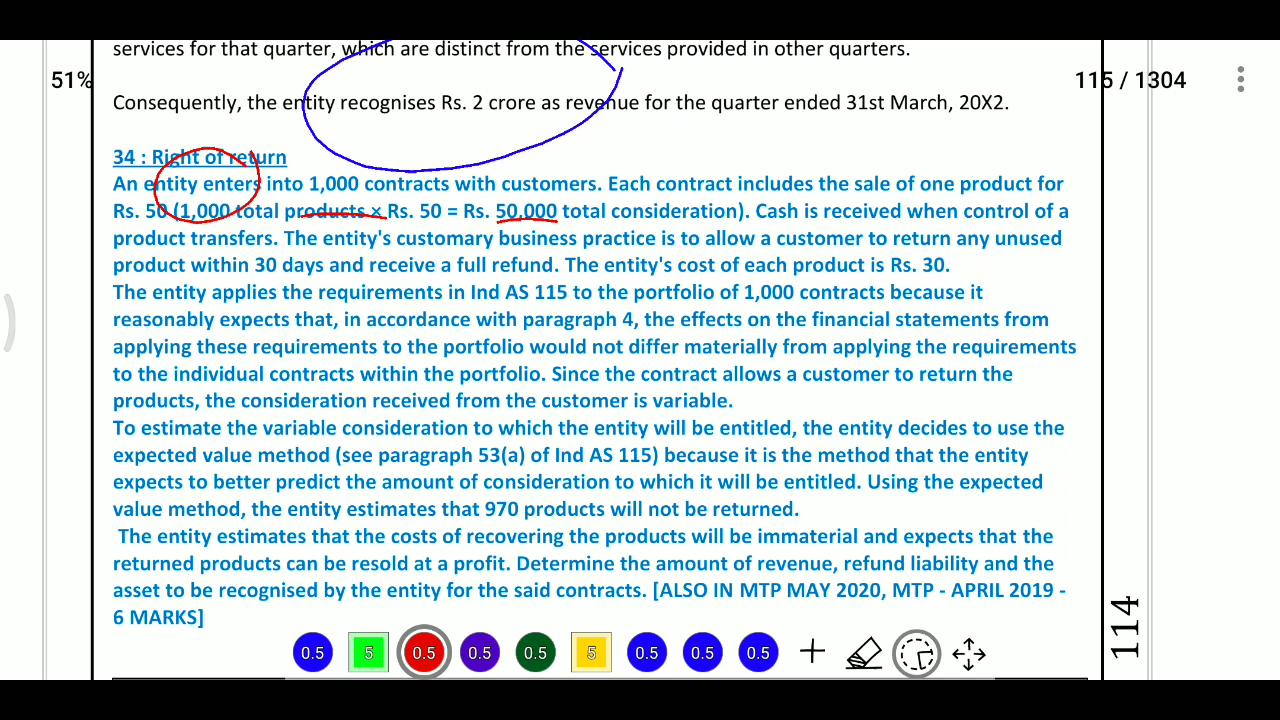 services for that quarter, which are distinct from the services provided in other quarters.
51%
115 / 1304
Consequently, the entity recognises Rs. 2 crore as revenue for the quarter ended 31st March, 20X2.
34 : Right of return
An entity enters into 1,000 contracts with customers. Each contract includes the sale of one product for
Rs. 50 (1,000 total products × Rs. 50 = Rs. 50,000 total consideration). Cash is received when control of a
product transfers. The entity's customary business practice is to allow a customer to return any unused
product within 30 days and receive a full refund. The entity's cost of each product is Rs. 30.
The entity applies the requirements in Ind AS 115 to the portfolio of 1,000 contracts because it
reasonably expects that, in accordance with paragraph 4, the effects on the financial statements from
applying these requirements to the portfolio would not differ materially from applying the requirements
to the individual contracts within the portfolio. Since the contract allows a customer to return the
products, the consideration received from the customer is variable.
To estimate the variable consideration to which the entity will be entitled, the entity decides to use the
expected value method (see paragraph 53(a) of Ind AS 115) because it is the method that the entity
expects to better predict the amount of consideration to which it will be entitled. Using the expected
value method, the entity estimates that 970 products will not be returned.
The entity estimates that the costs of recovering the products will be immaterial and expects that the
returned products can be resold at a profit. Determine the amount of revenue, refund liability and the
asset to be recognised by the entity for the said contracts. [ALSO IN MTP MAY 2020, MTP - APRIL 2019 -
6 MARKS]
114
0.5 5 0.5 0.5 0.5 5 0.5 0.5 0.5